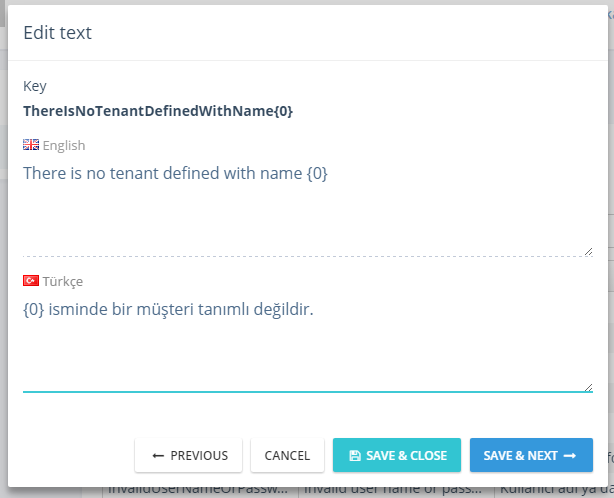 Edit text
Key
ThereIsNoTenantDefinedWithName{0}
English
There is no tenant defined with name {0}
Türkçe
{0} isminde bir müşteri tanımlı değildir.
PREVIOUS CANCEL SAVE & CLOSE SAVE & NEXT
InvalidUserNameOrPassw... Invalid user name or pass... Kullanıcı adı ya